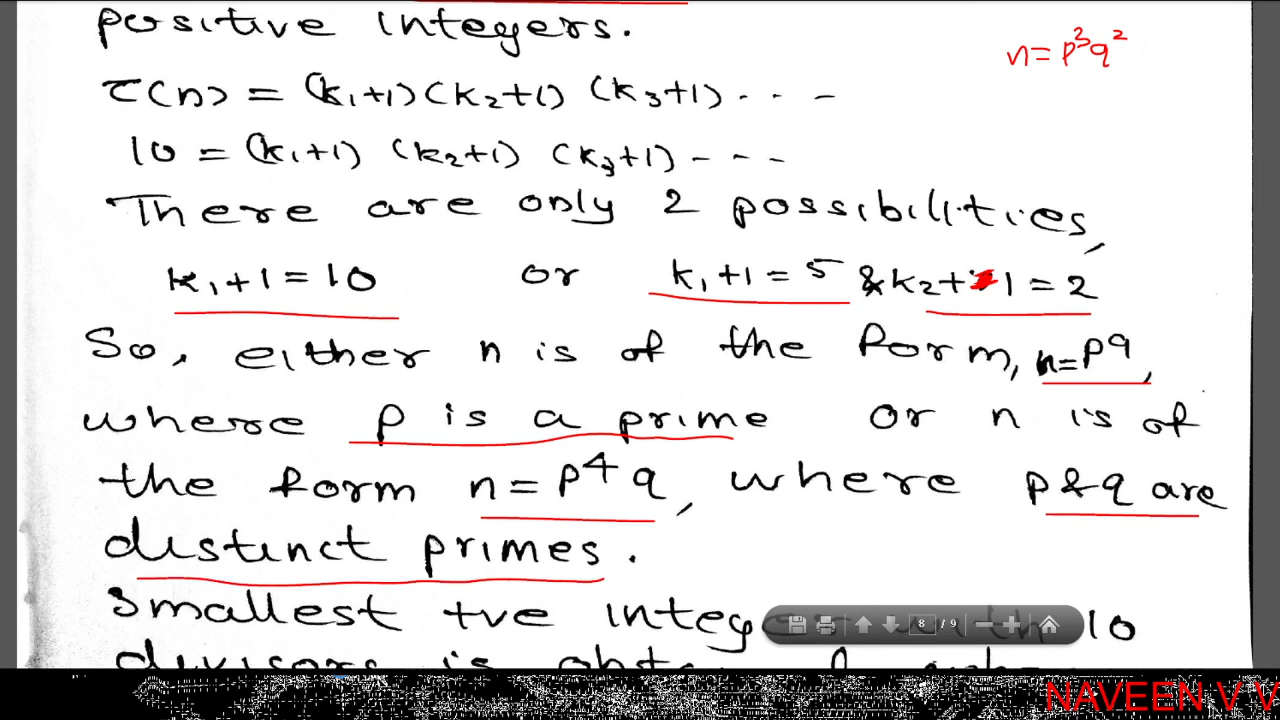 positive integers.
n = p³q²
τ(n) = (k₁+1)(k₂+1) (k₃+1) . . . -
10 = (k₁+1) (k₂+1) (k₃+1) - - -
There are only 2 possibilities,
k₁+1 = 10 or k₁+1 = 5 & k₂+1 = 2
So, either n is of the form, n=p⁹,
where p is a prime or n is of
the form n = p⁴q, where p & q are
distinct primes.
Smallest +ve integ 10
8 / 9
divisors is
NAVEEN V V